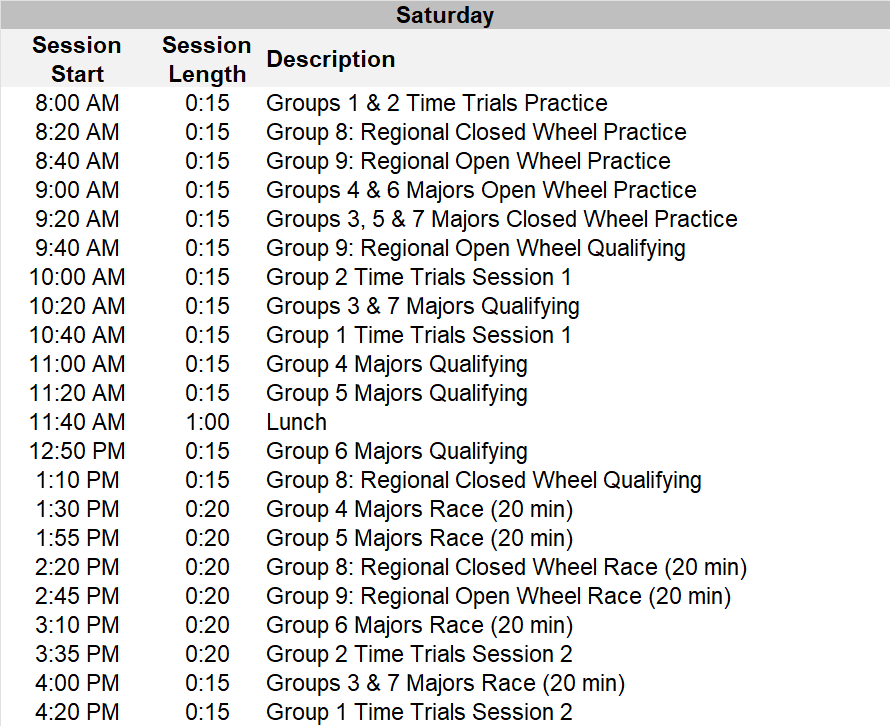 Saturday
Session Start Session Length Description
8:00 AM 0:15 Groups 1 & 2 Time Trials Practice
8:20 AM 0:15 Group 8: Regional Closed Wheel Practice
8:40 AM 0:15 Group 9: Regional Open Wheel Practice
9:00 AM 0:15 Groups 4 & 6 Majors Open Wheel Practice
9:20 AM 0:15 Groups 3, 5 & 7 Majors Closed Wheel Practice
9:40 AM 0:15 Group 9: Regional Open Wheel Qualifying
10:00 AM 0:15 Group 2 Time Trials Session 1
10:20 AM 0:15 Groups 3 & 7 Majors Qualifying
10:40 AM 0:15 Group 1 Time Trials Session 1
11:00 AM 0:15 Group 4 Majors Qualifying
11:20 AM 0:15 Group 5 Majors Qualifying
11:40 AM 1:00 Lunch
12:50 PM 0:15 Group 6 Majors Qualifying
1:10 PM 0:15 Group 8: Regional Closed Wheel Qualifying
1:30 PM 0:20 Group 4 Majors Race (20 min)
1:55 PM 0:20 Group 5 Majors Race (20 min)
2:20 PM 0:20 Group 8: Regional Closed Wheel Race (20 min)
2:45 PM 0:20 Group 9: Regional Open Wheel Race (20 min)
3:10 PM 0:20 Group 6 Majors Race (20 min)
3:35 PM 0:20 Group 2 Time Trials Session 2
4:00 PM 0:15 Groups 3 & 7 Majors Race (20 min)
4:20 PM 0:15 Group 1 Time Trials Session 2